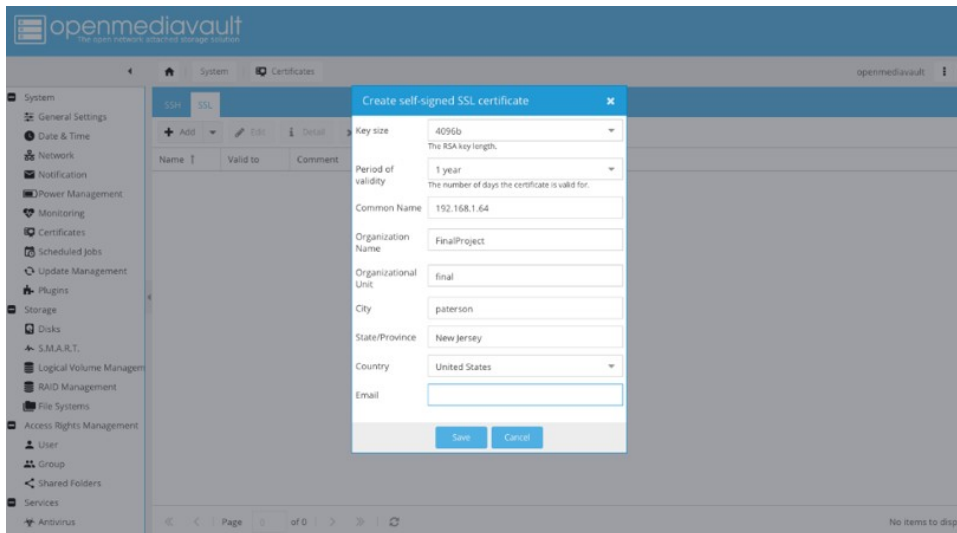 openmediavault
The open network attached storage solution
System
Certificates
openmediavault
System
General Settings
Date & Time
Network
Notification
Power Management
Monitoring
Certificates
Scheduled Jobs
Update Management
Plugins
Storage
Disks
S.M.A.R.T.
Logical Volume Managem
RAID Management
File Systems
Access Rights Management
User
Group
Shared Folders
Services
Antivirus
SSH SSL
Add Edit Detail
Name Valid to Comment
Create self-signed SSL certificate
Key size 4096b
The RSA key length.
Period of validity 1 year
The number of days the certificate is valid for.
Common Name 192.168.1.64
Organization Name FinalProject
Organizational Unit final
City paterson
State/Province New Jersey
Country United States
Email
Save Cancel
Page 0 of 0
No items to disp